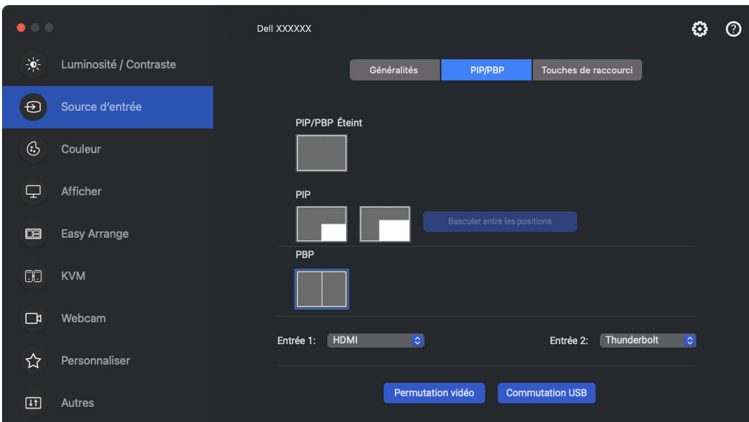 Dell XXXXXX
Luminosité / Contraste
Source d'entrée
Couleur
Afficher
Easy Arrange
KVM
Webcam
Personnaliser
Autres
Généralités
PIP/PBP
Touches de raccourci
PIP/PBP Éteint
PIP
Basculer entre les positions
PBP
Entrée 1: HDMI
Entrée 2: Thunderbolt
Permutation vidéo
Commutation USB